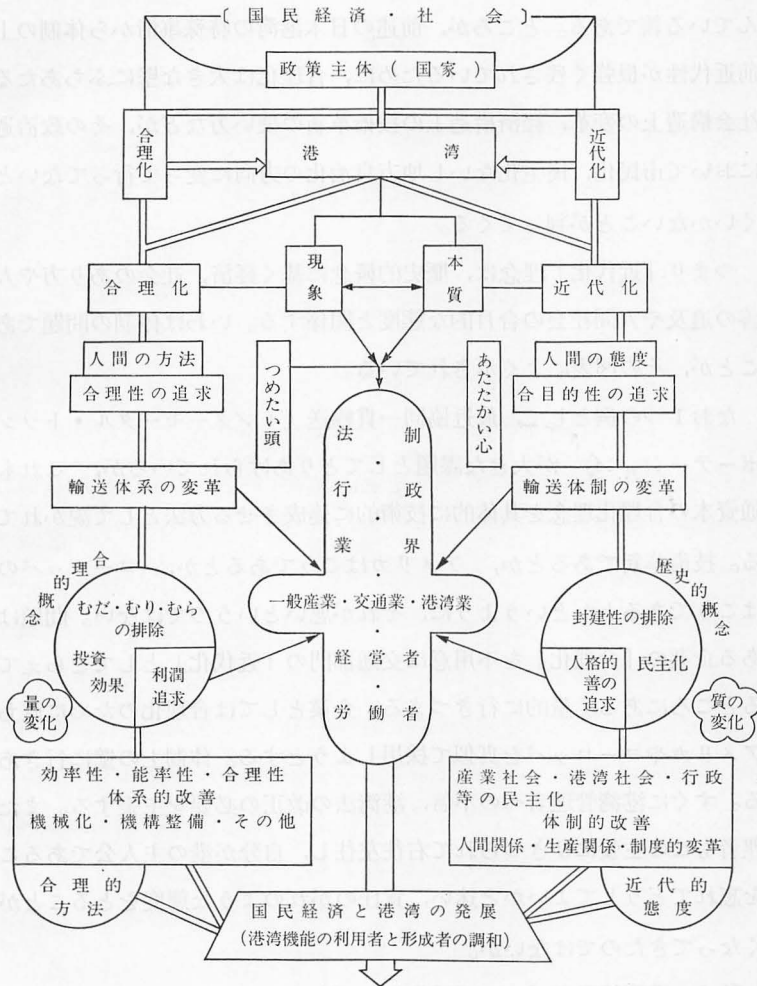 〔国民経済・社会〕
政策主体(国家
合理化
港湾
近代化
現象
本質
合理化
近代化
人間の方法
合理性の追求
つめたい頭
あたたかい心
人間の態度
合目的性の追求
法制
行政
・
業界
輸送体系の変革
輸送体制の変革
一般産業・交通業・港湾業
・
経営者
・
労働者
合理的概念
むだ・むり・むら
の排除
投資
効果
利潤
追求
量の
変化
歴史的概念
封建性の排除
人格的
善の
追求
民主化
質の
変化
効率性・能率性・合理性
体系的改善
機械化・機構整備・その他
産業社会・港湾社会・行政
等の民主化
体制的改善
人間関係・生産関係・制度的変革
合理的
方法
近代的
態度
国民経済と港湾の発展
(港湾機能の利用者と形成者の調和)